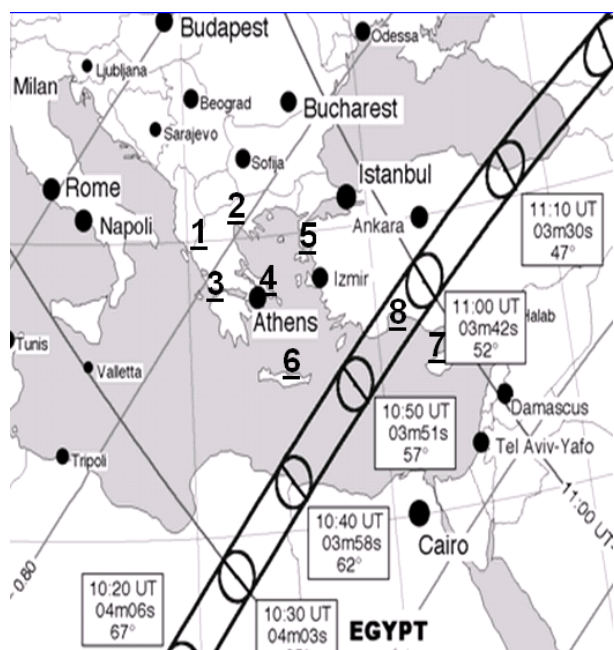 Budapest
Odessa
Ljubljana
Milan
Beograd
Bucharest
Sarajevo
Sofija
Istanbul
Rome
Napoli
Ankara
11:10 UT
03m30s
47°
1
2
5
3
4
Izmir
8
Athens
11:00 UT
03m42s
52°
Halab
7
Tunis
6
Valletta
Damascus
10:50 UT
03m51s
57°
Tel Aviv-Yafo
Tripoli
11:00 UT
Cairo
10:40 UT
03m58s
62°
0.80
10:20 UT
04m06s
67°
10:30 UT
04m03s
EGYPT